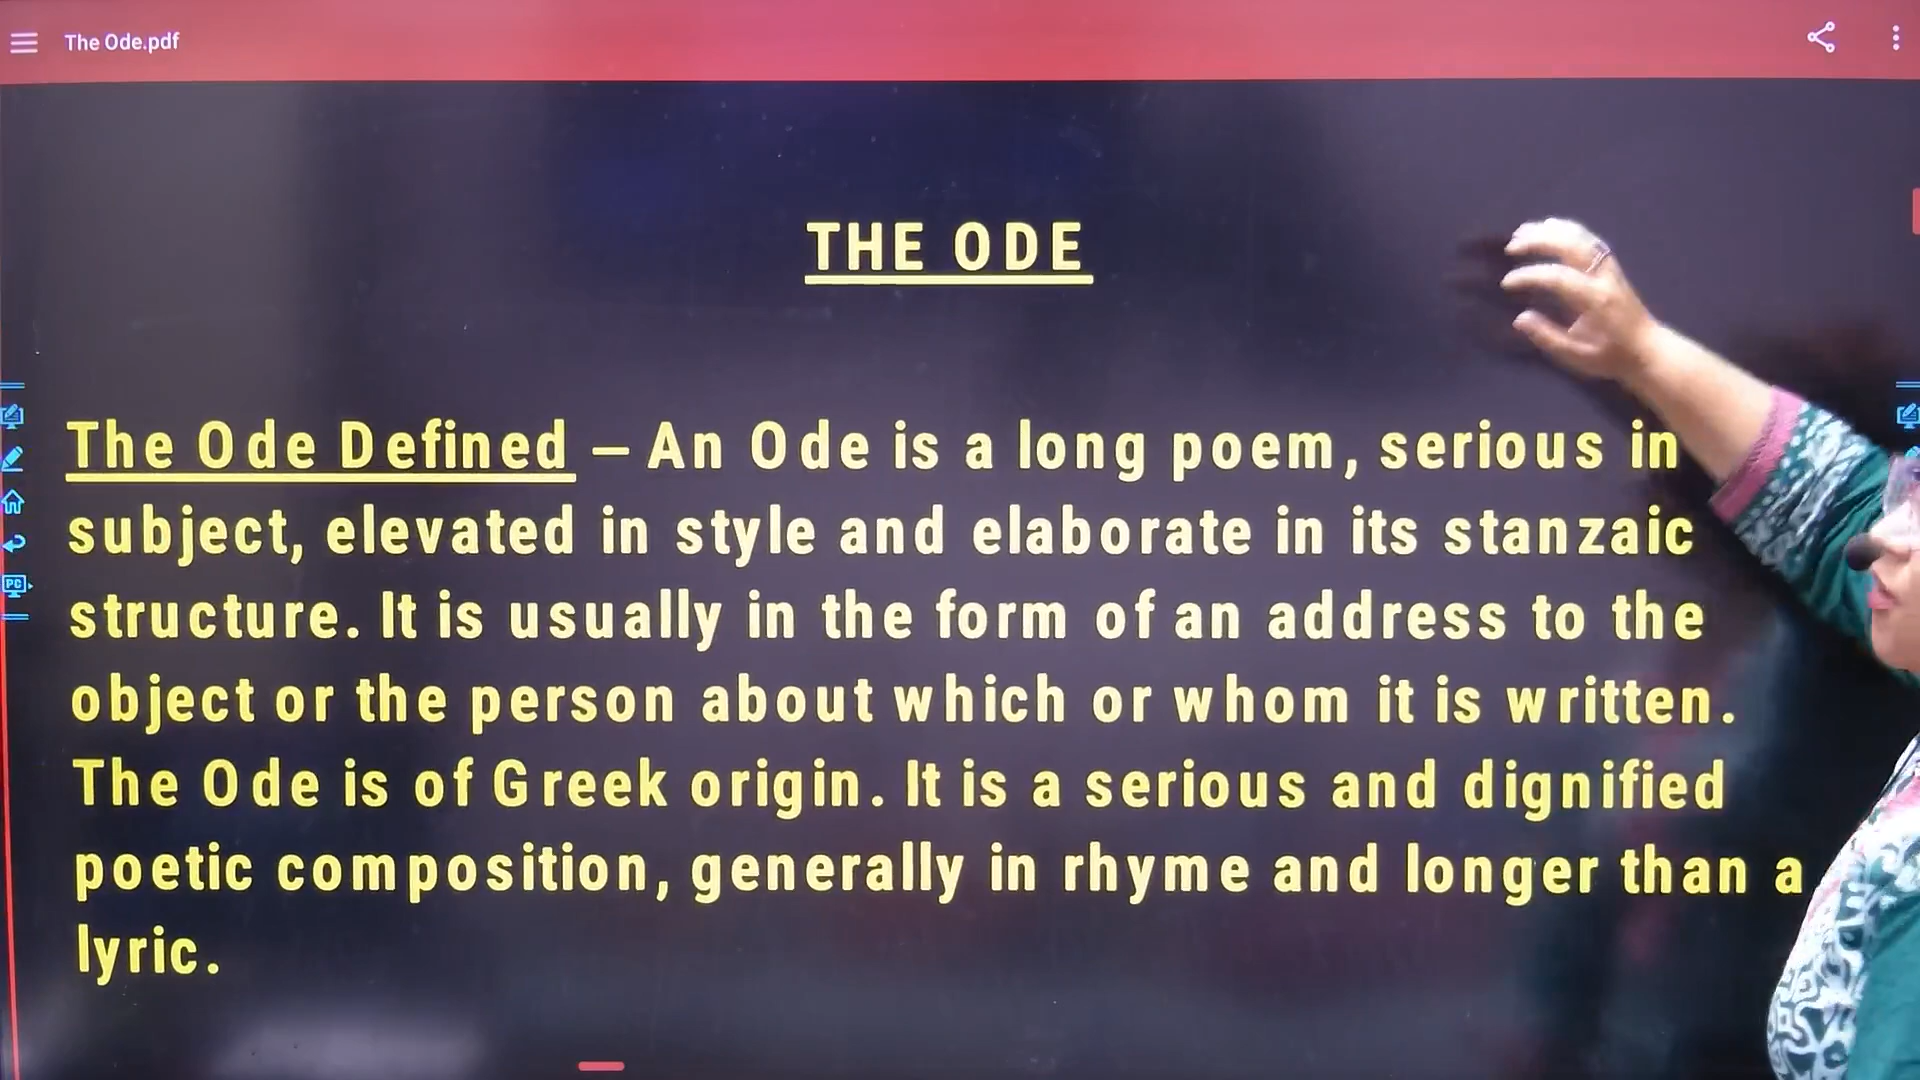 The Ode.pdf
THE ODE
The Ode Defined – An Ode is a long poem, serious in
subject, elevated in style and elaborate in its stanzaic
structure. It is usually in the form of an address to the
object or the person about which or whom it is written.
The Ode is of Greek origin. It is a serious and dignified
poetic composition, generally in rhyme and longer than a
lyric.
PC